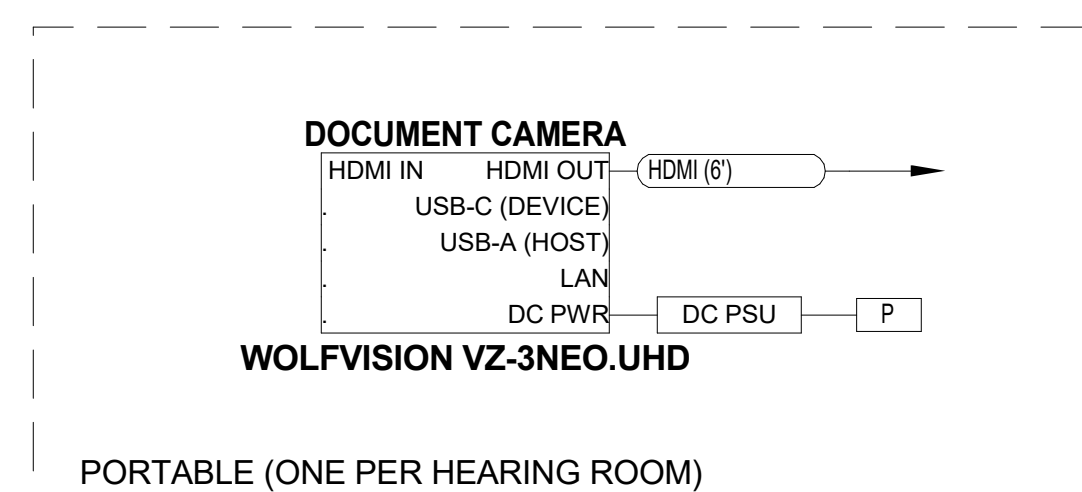 DOCUMENT CAMERA
HDMI IN HDMI OUT HDMI (6')
. USB-C (DEVICE)
. USB-A (HOST)
. LAN
. DC PWR DC PSU P
WOLFVISION VZ-3NEO.UHD
PORTABLE (ONE PER HEARING ROOM)